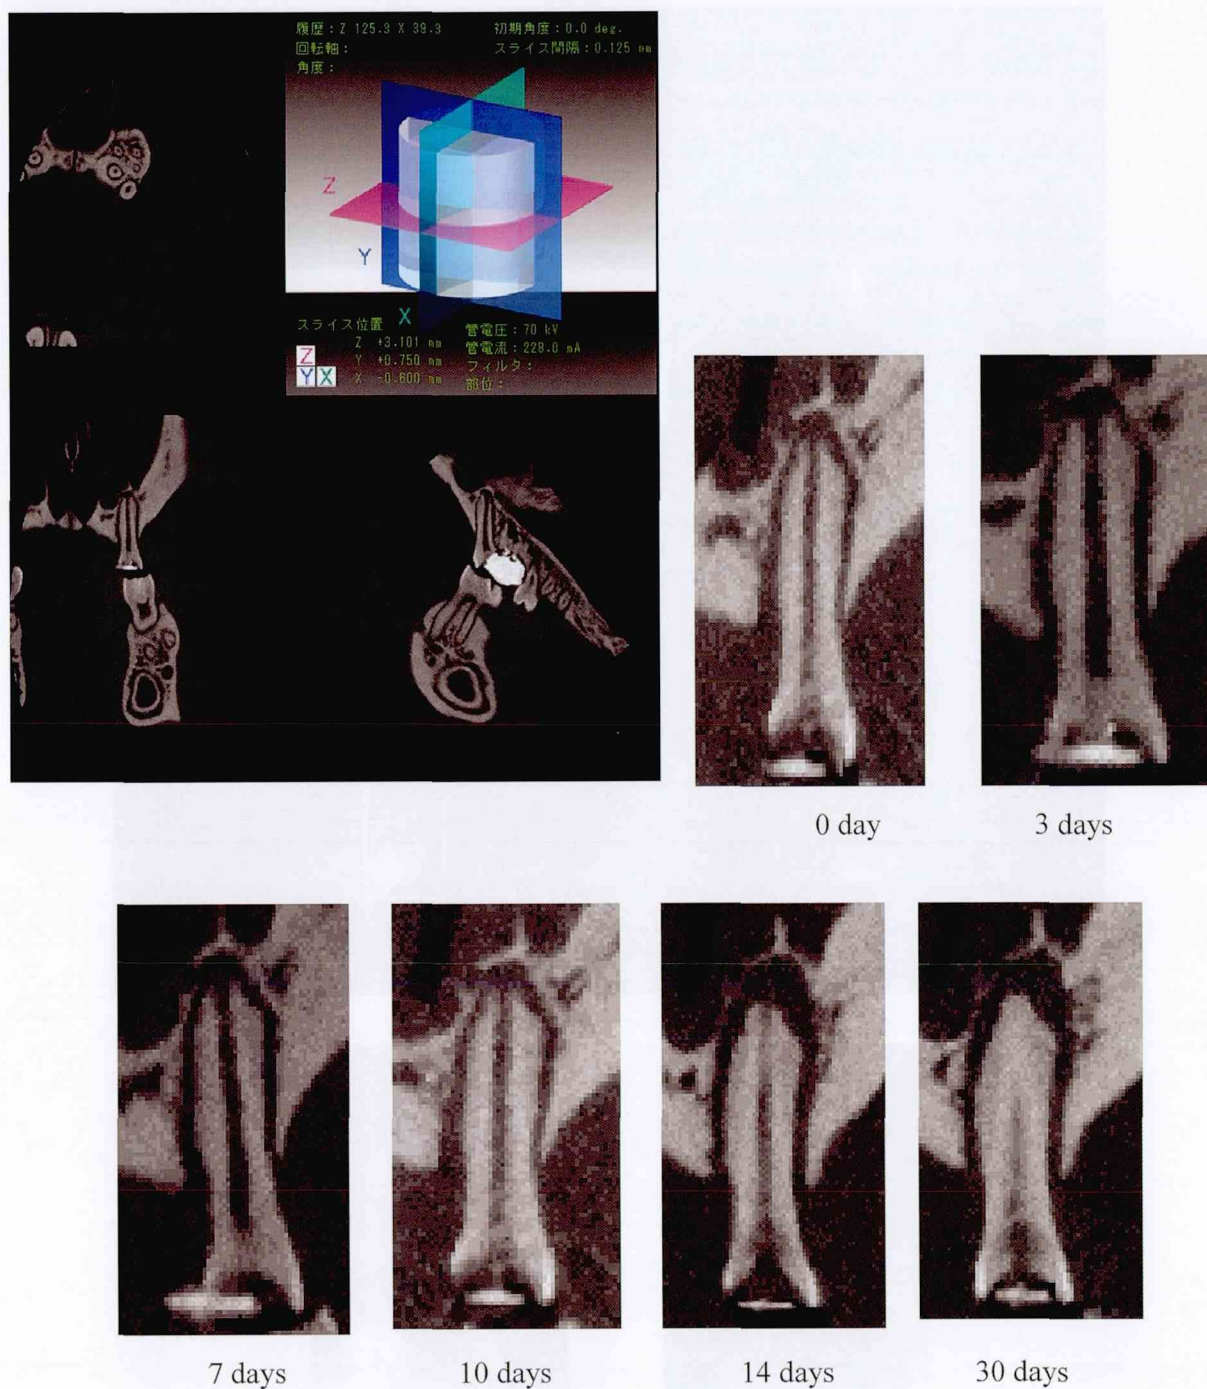 履歴：Z 125.3 X 39.3
初期角度：0.0 deg.
回転軸：
スライス間隔：0.125 mm
角度：
Z
Y
X
スライス位置
管電圧：70 kV
Z +3.101 mm
管電流：228.0 mA
Z
Y +0.750 mm
フィルタ：
Y X
X -0.600 mm
部位：
0 day
3 days
7 days
10 days
14 days
30 days